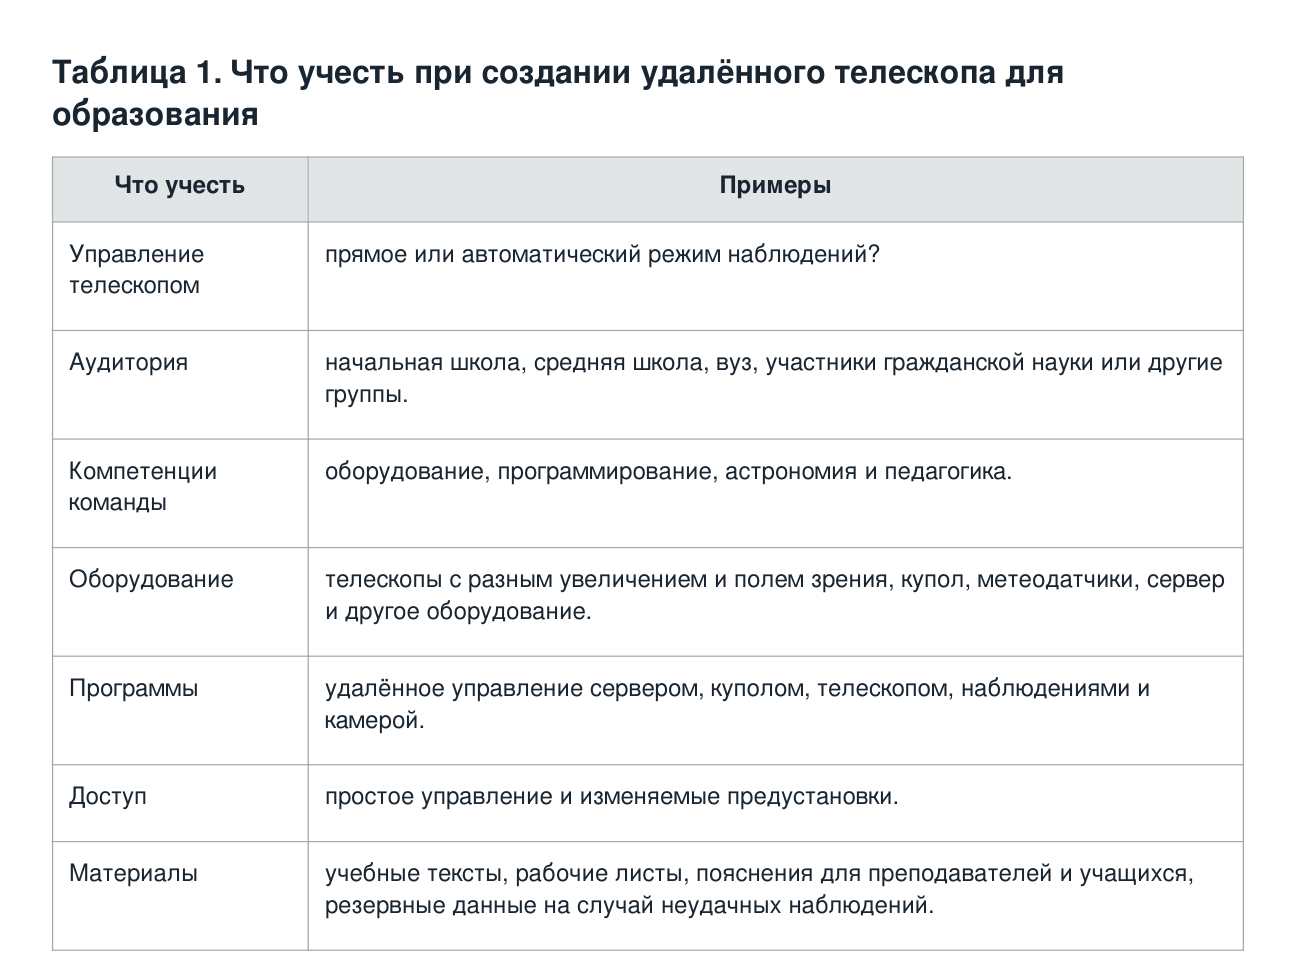 Таблица 1. Что учесть при создании удалённого телескопа для
образования
Что учесть
Примеры
Управление
телескопом
прямое или автоматический режим наблюдений?
Аудитория
начальная школа, средняя школа, вуз, участники гражданской науки или другие
группы.
Компетенции
команды
оборудование, программирование, астрономия и педагогика.
Оборудование
телескопы с разным увеличением и полем зрения, купол, метеодатчики, сервер
и другое оборудование.
Программы
удалённое управление сервером, куполом, телескопом, наблюдениями и
камерой.
Доступ
простое управление и изменяемые предустановки.
Материалы
учебные тексты, рабочие листы, пояснения для преподавателей и учащихся,
резервные данные на случай неудачных наблюдений.